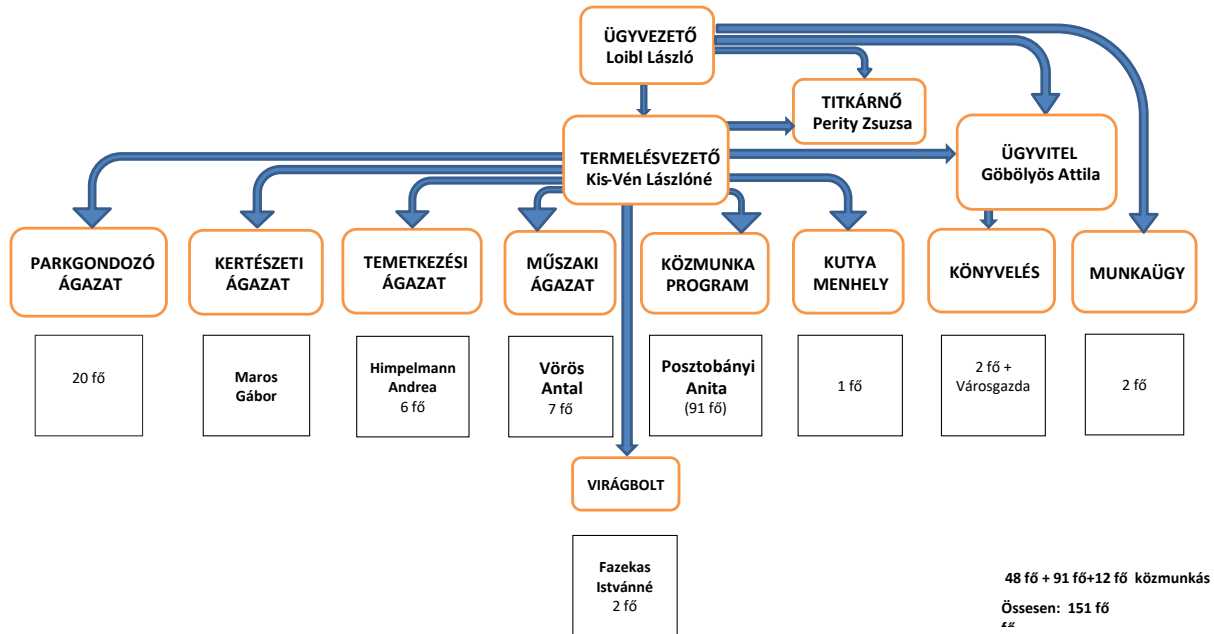 ÜGYVEZETŐ
Loibl László
TITKÁRNŐ
Perity Zsuzsa
TERMELÉSVEZETŐ
Kis-Vén Lászlóné
ÜGYVITEL
Göbölyös Attila
PARKGONDOZÓ
ÁGAZAT
KERTÉSZETI
ÁGAZAT
TEMETKEZÉSI
ÁGAZAT
MŰSZAKI
ÁGAZAT
KÖZMUNKA
PROGRAM
KUTYA
MENHELY
KÖNYVELÉS
MUNKAÜGY
20 fő
Maros
Gábor
Himpelmann
Andrea
6 fő
Vörös
Antal
7 fő
Posztobányi
Anita
(91 fő)
1 fő
2 fő +
Városgazda
2 fő
VIRÁGBOLT
Fazekas
Istvánné
2 fő
48 fő + 91 fő+12 fő közmunkás
Össesen: 151 fő